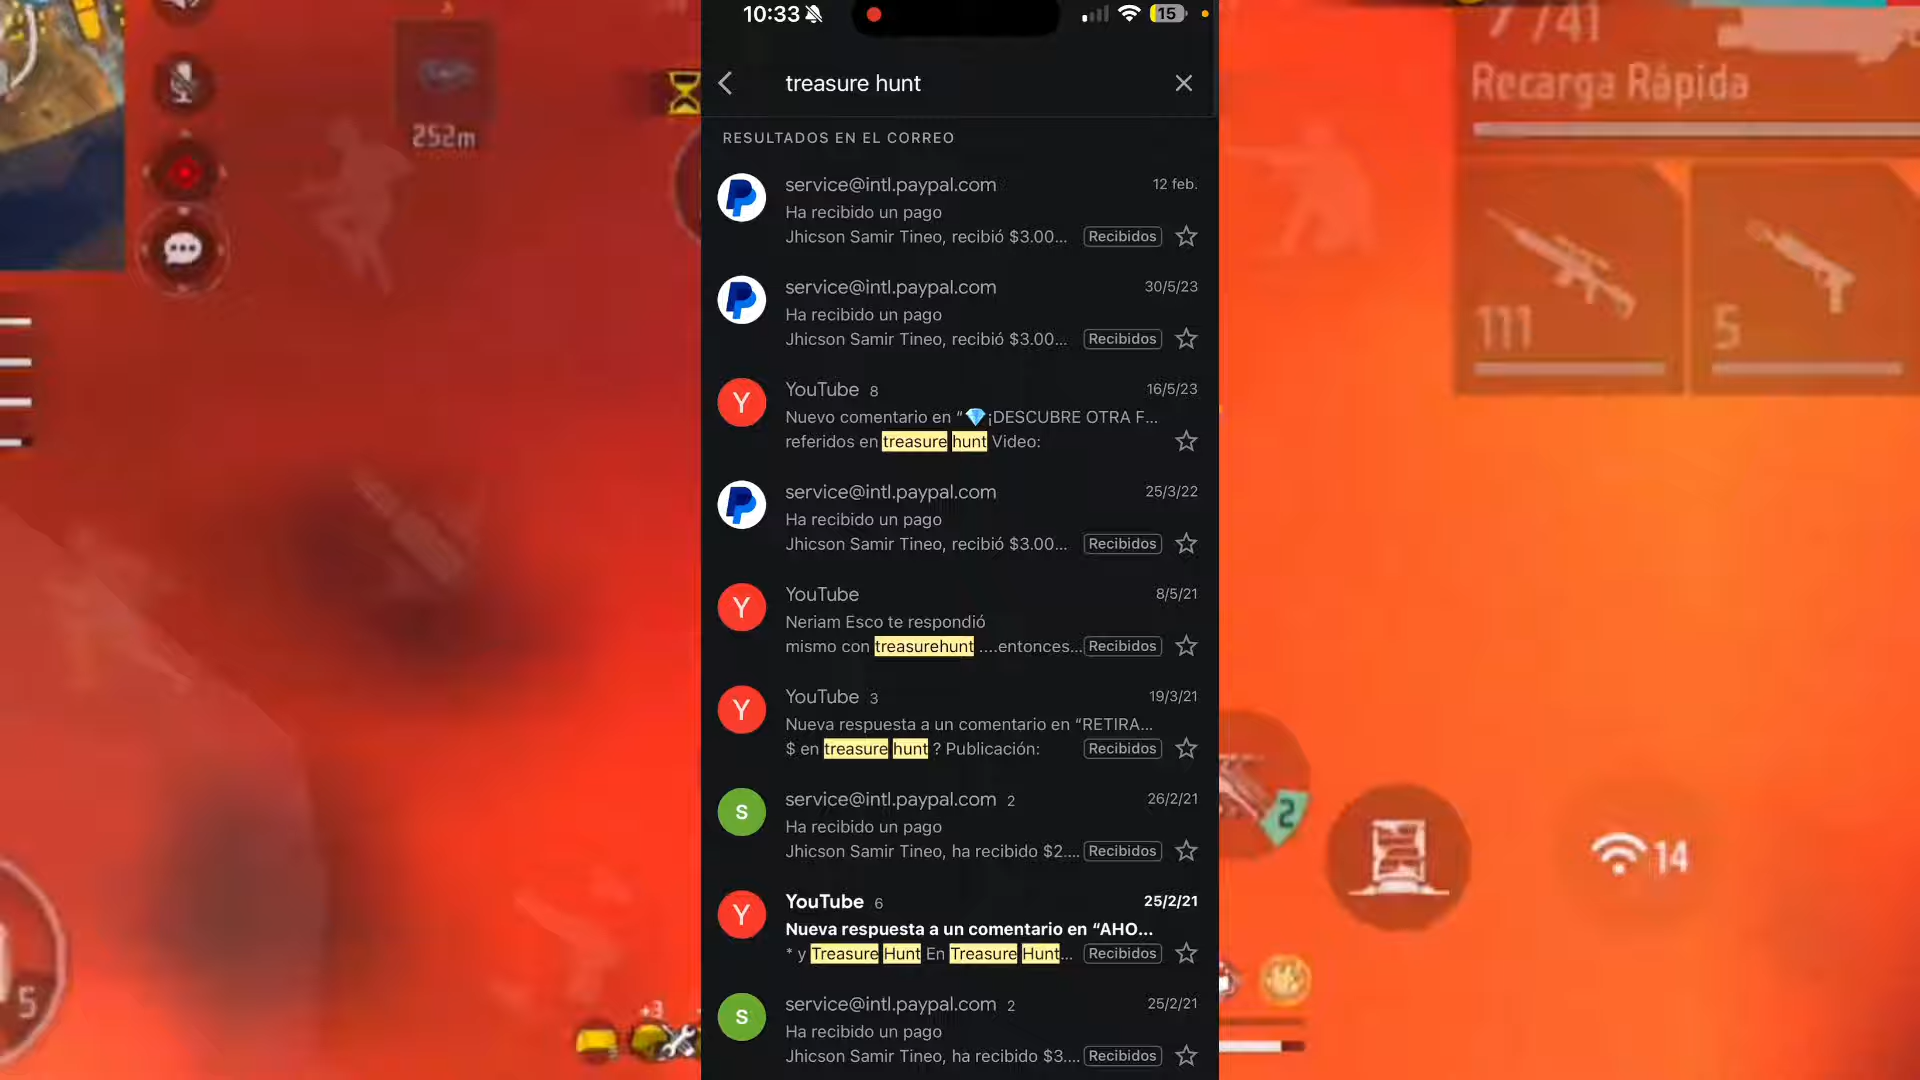 10:33
15
treasure hunt
RESULTADOS EN EL CORREO
service@intl.paypal.com 12 feb.
Ha recibido un pago
Jhicson Samir Tineo, recibió $3.00... Recibidos
service@intl.paypal.com 30/5/23
Ha recibido un pago
Jhicson Samir Tineo, recibió $3.00... Recibidos
Y YouTube 8 16/5/23
Nuevo comentario en “💎¡DESCUBRE OTRA F...
referidos en treasure hunt Video:
service@intl.paypal.com 25/3/22
Ha recibido un pago
Jhicson Samir Tineo, recibió $3.00... Recibidos
Y YouTube 8/5/21
Neriam Esco te respondió
mismo con treasurehunt ....entonces... Recibidos
Y YouTube 3 19/3/21
Nueva respuesta a un comentario en “RETIRA...
$ en treasure hunt ? Publicación: Recibidos
S service@intl.paypal.com 2 26/2/21
Ha recibido un pago
Jhicson Samir Tineo, ha recibido $2.... Recibidos
Y YouTube 6 25/2/21
Nueva respuesta a un comentario en “AHO...
* y Treasure Hunt En Treasure Hunt... Recibidos
S service@intl.paypal.com 2 25/2/21
Ha recibido un pago
Jhicson Samir Tineo, ha recibido $3.... Recibidos
252m
5
+3
7/41
Recarga Rápida
111
5
2
14